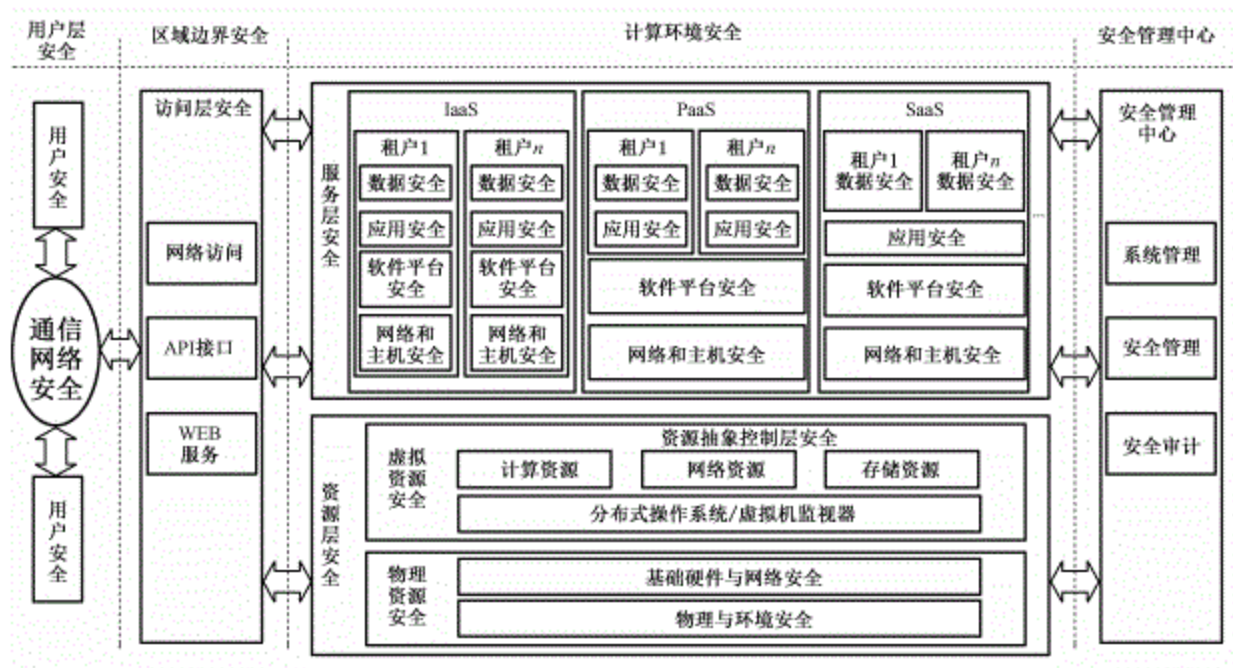 用户层
安全
区域边界安全
计算环境安全
安全管理中心
用户安全
通信
网络
安全
用户安全
访问层安全
网络访问
API接口
WEB
服务
服务层安全
IaaS
租户1
数据安全
应用安全
软件平台
安全
网络和
主机安全
租户n
数据安全
应用安全
软件平台
安全
网络和
主机安全
PaaS
租户1
数据安全
应用安全
租户n
数据安全
应用安全
软件平台安全
网络和主机安全
SaaS
租户1
数据安全
租户n
数据安全
应用安全
软件平台安全
网络和主机安全
...
资源层安全
虚拟
资源
安全
资源抽象控制层安全
计算资源
网络资源
存储资源
分布式操作系统/虚拟机监视器
物理
资源
安全
基础硬件与网络安全
物理与环境安全
安全管理
中心
系统管理
安全管理
安全审计